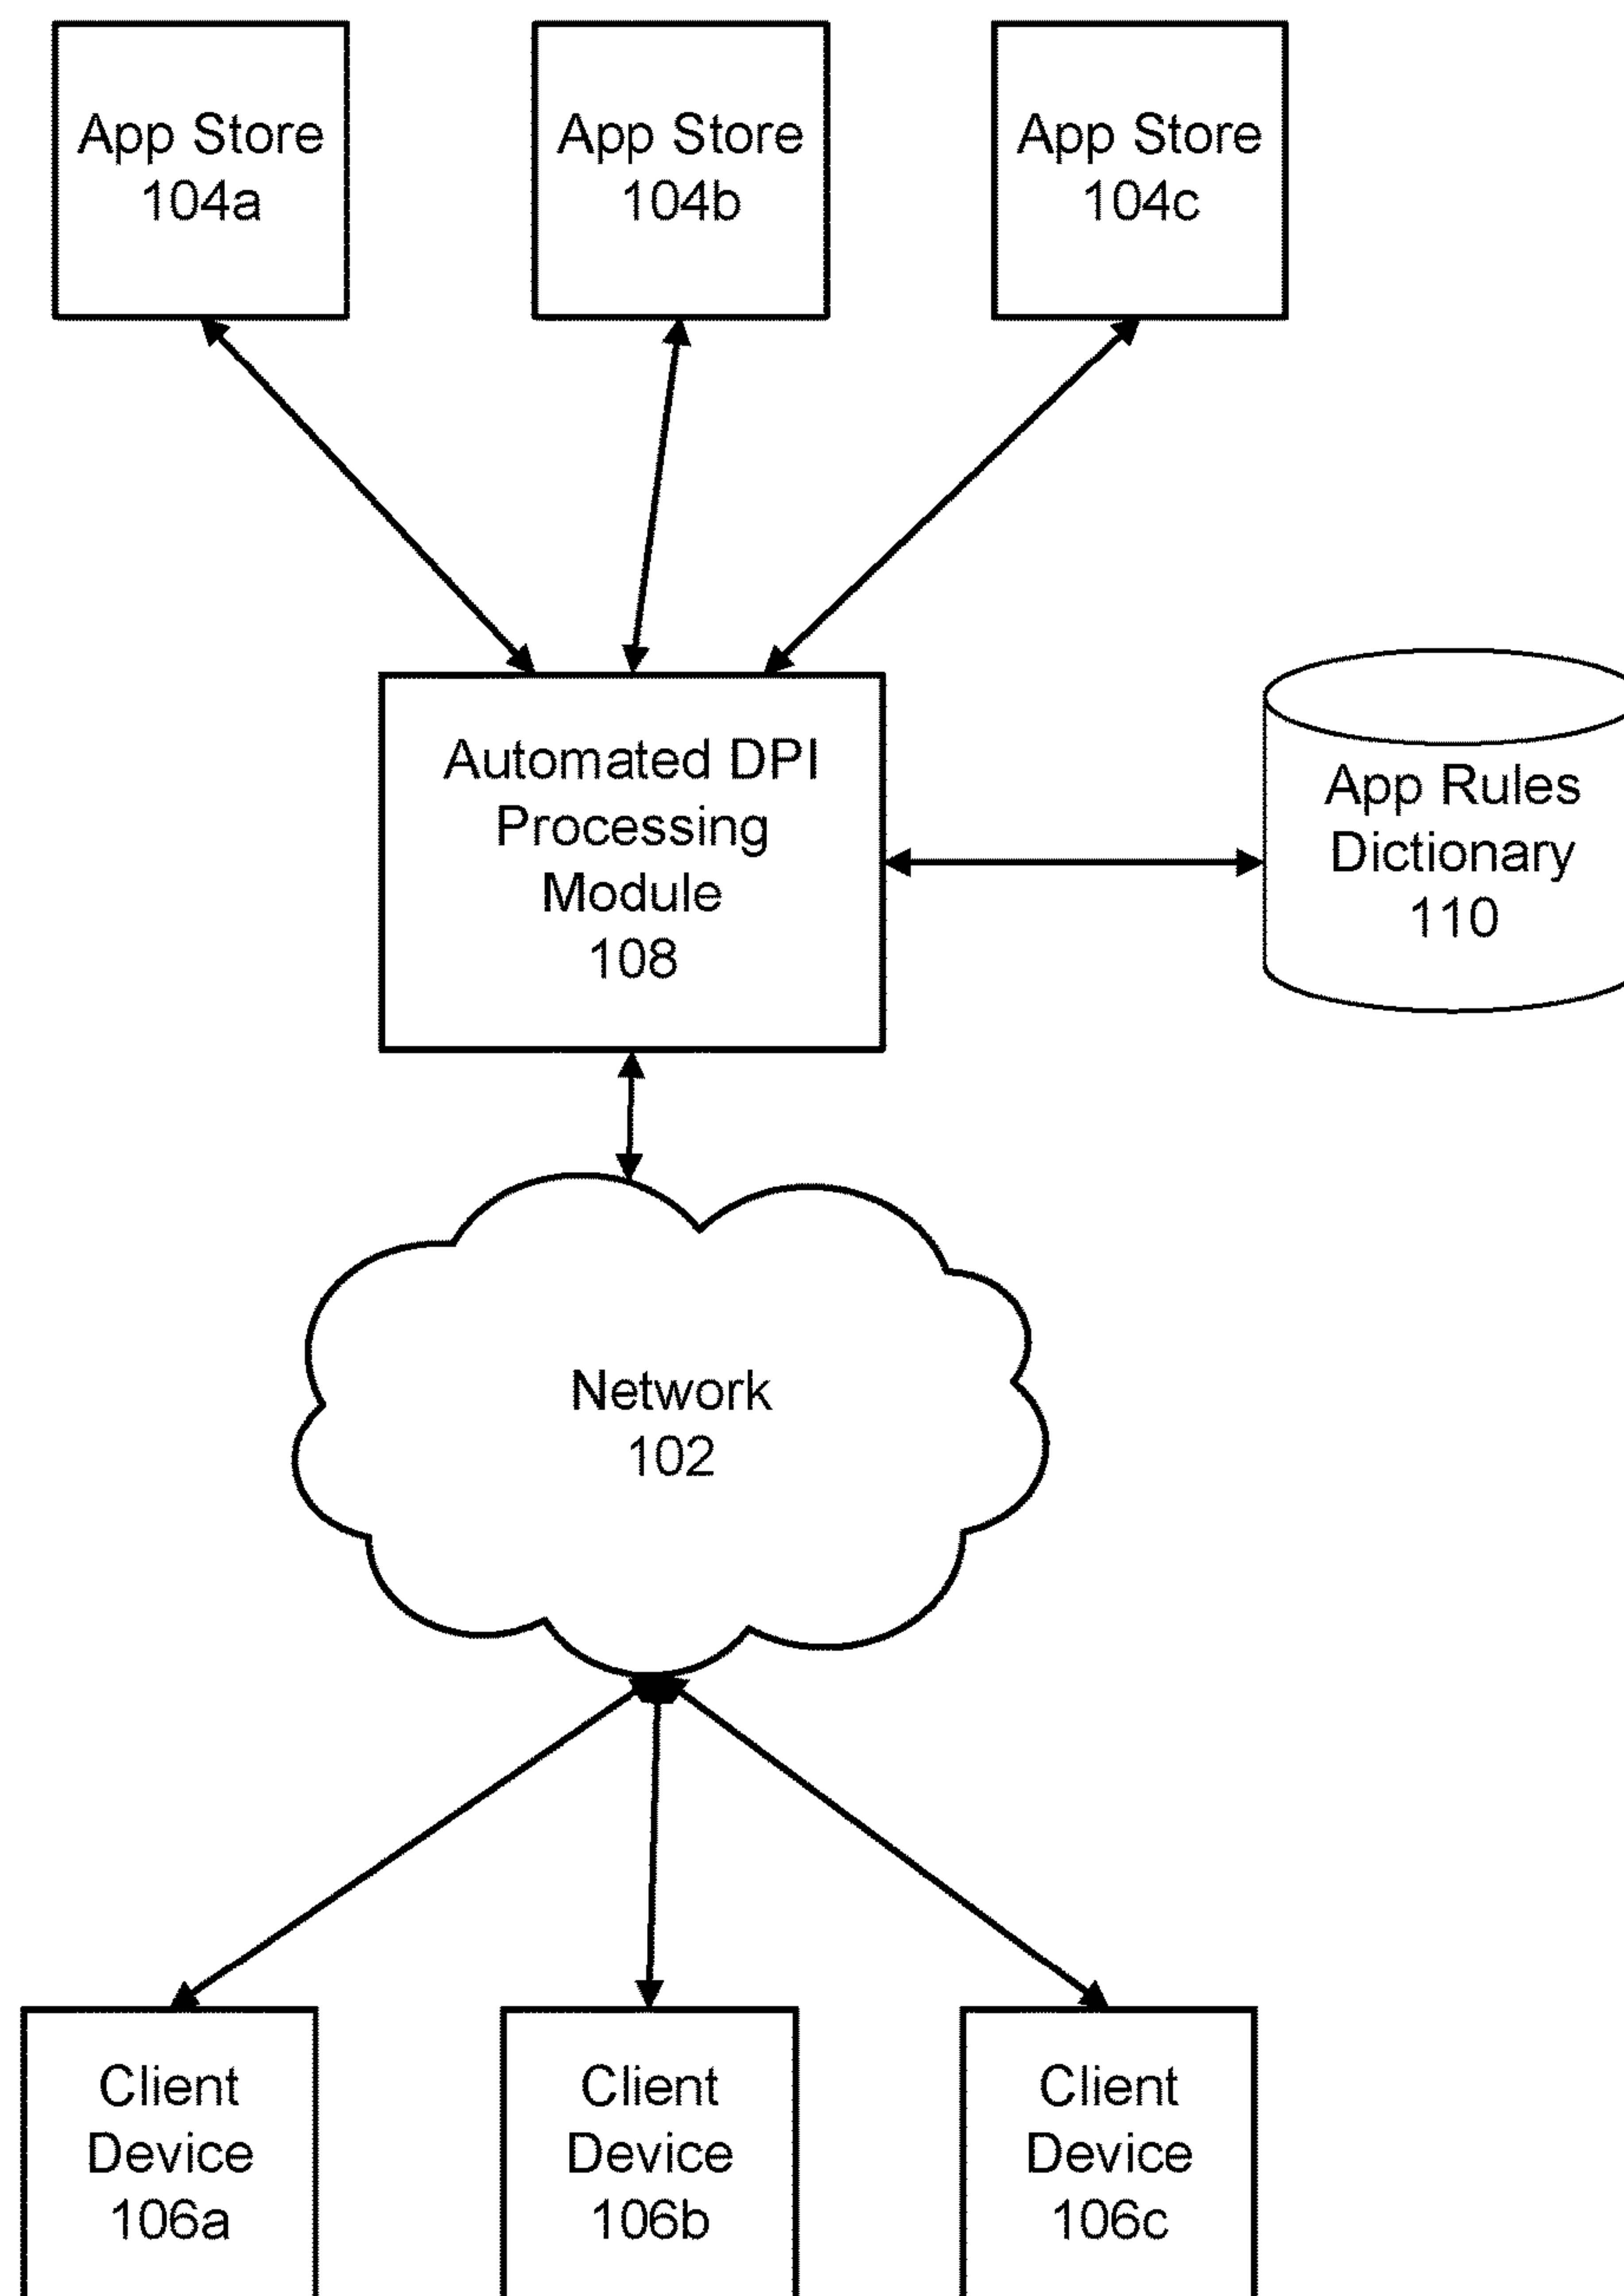 App Store
104a
App Store
104b
App Store
104c
Automated DPI
Processing
Module
108
App Rules
Dictionary
110
Network
102
Client
Device
106a
Client
Device
106b
Client
Device
106c